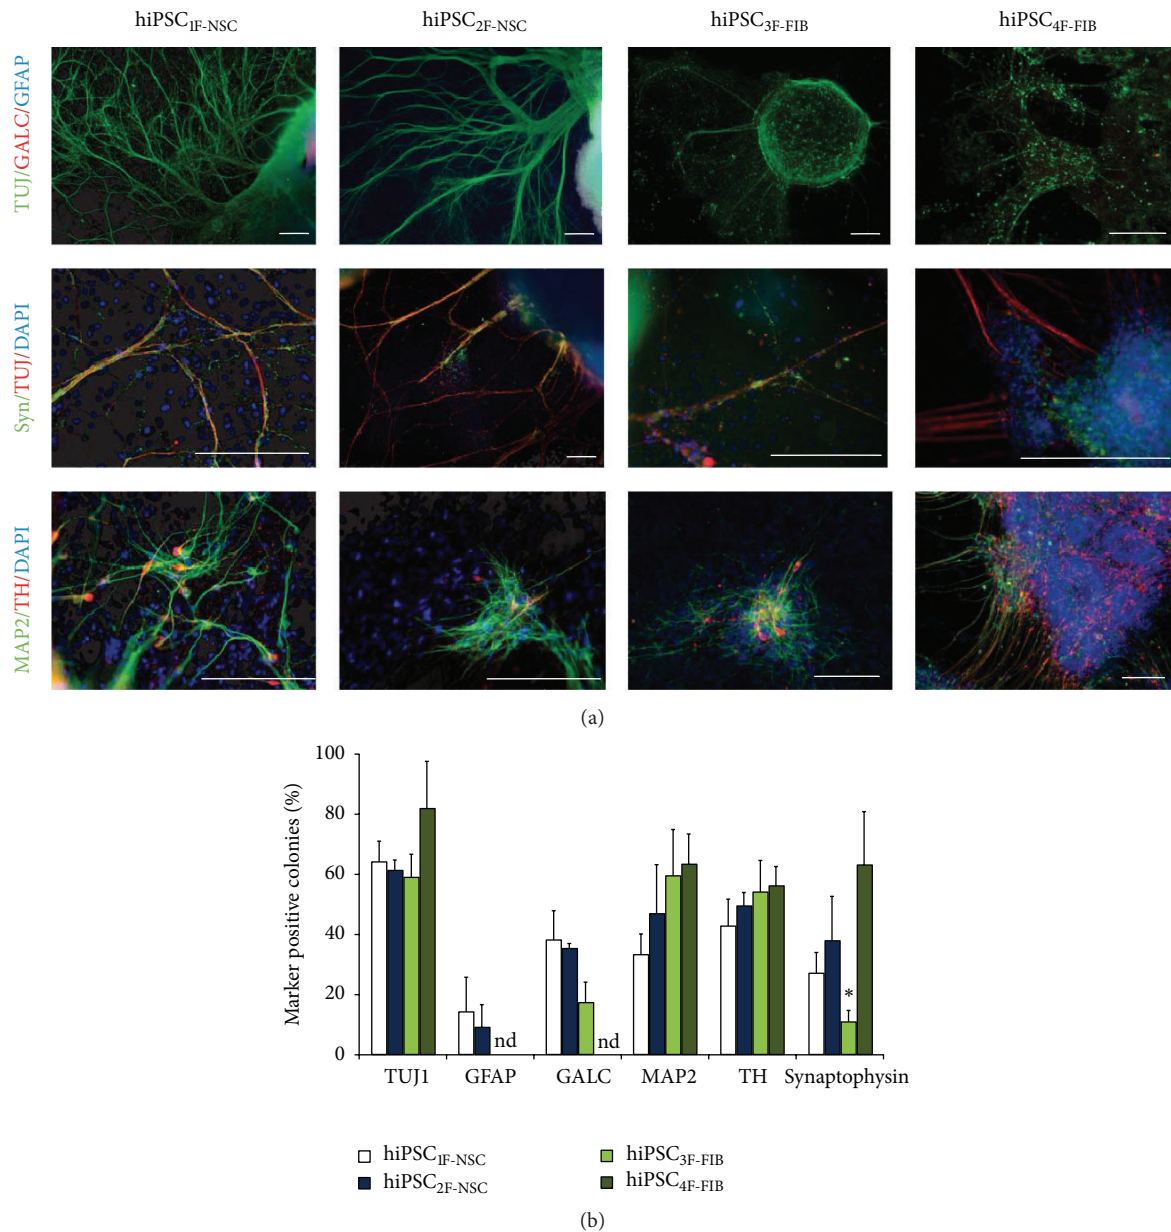 hiPSC1F-NSC
hiPSC2F-NSC
hiPSC3F-FIB
hiPSC4F-FIB
TUJ/GALC/GFAP
Syn/TUJ/DAPI
MAP2/TH/DAPI
(a)
Marker positive colonies (%)
100
80
60
40
20
0
nd
nd
*
TUJ1
GFAP
GALC
MAP2
TH
Synaptophysin
hiPSC1F-NSC
hiPSC3F-FIB
hiPSC2F-NSC
hiPSC4F-FIB
(b)